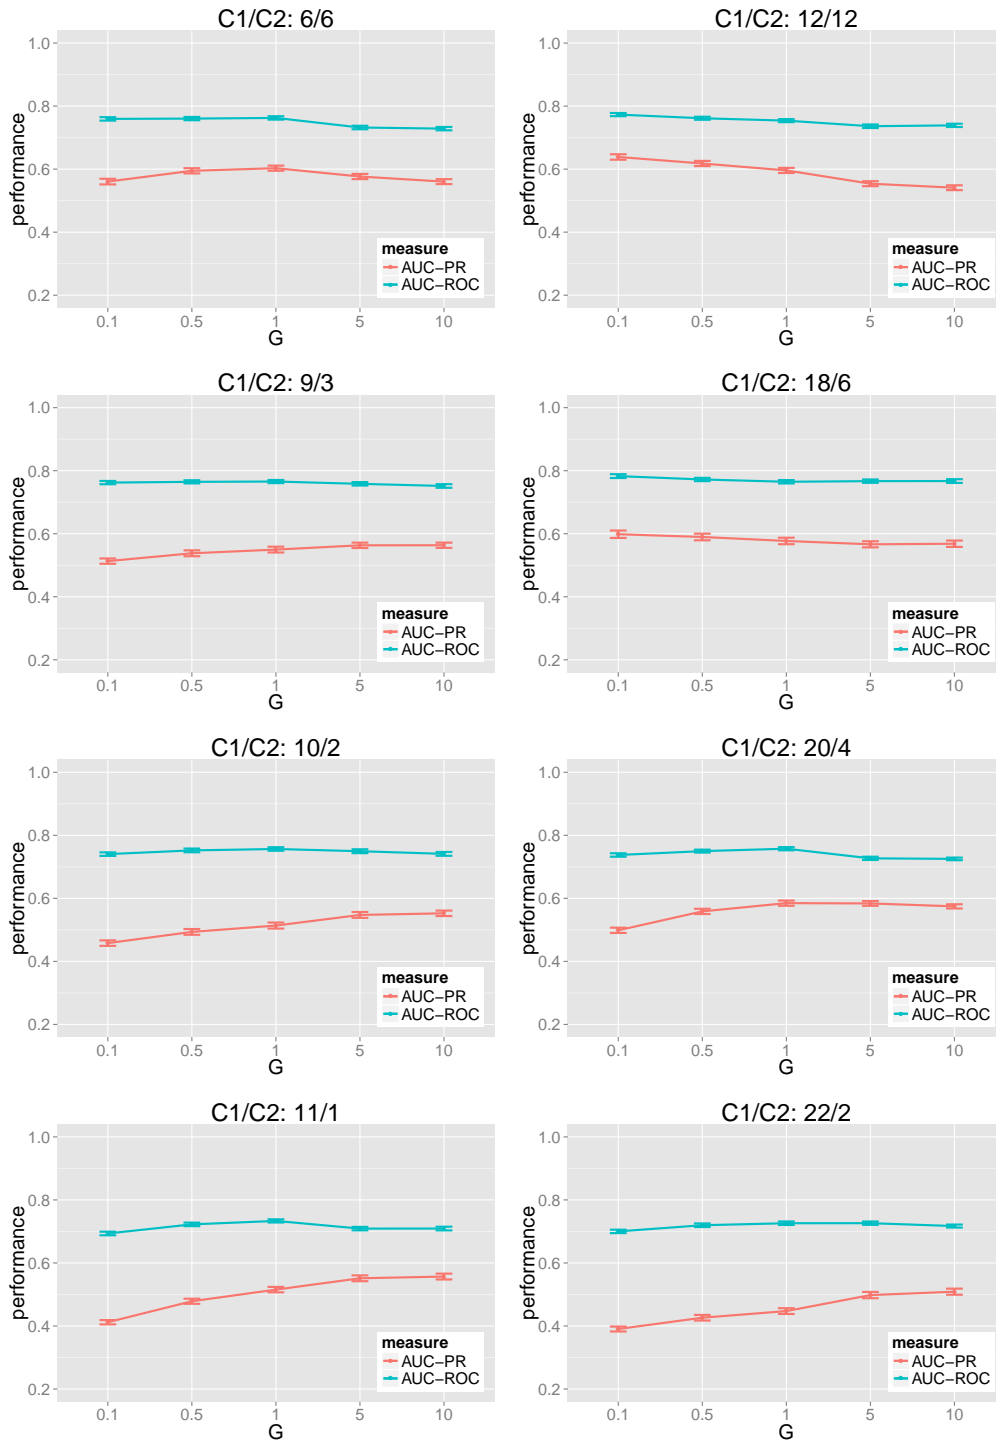 C1/C2: 6/6
1.0
0.8
0.6
0.4
0.2
performance
measure
AUC−PR
AUC−ROC
0.1 0.5 1 5 10
G
C1/C2: 12/12
1.0
0.8
0.6
0.4
0.2
performance
measure
AUC−PR
AUC−ROC
0.1 0.5 1 5 10
G
C1/C2: 9/3
1.0
0.8
0.6
0.4
0.2
performance
measure
AUC−PR
AUC−ROC
0.1 0.5 1 5 10
G
C1/C2: 18/6
1.0
0.8
0.6
0.4
0.2
performance
measure
AUC−PR
AUC−ROC
0.1 0.5 1 5 10
G
C1/C2: 10/2
1.0
0.8
0.6
0.4
0.2
performance
measure
AUC−PR
AUC−ROC
0.1 0.5 1 5 10
G
C1/C2: 20/4
1.0
0.8
0.6
0.4
0.2
performance
measure
AUC−PR
AUC−ROC
0.1 0.5 1 5 10
G
C1/C2: 11/1
1.0
0.8
0.6
0.4
0.2
performance
measure
AUC−PR
AUC−ROC
0.1 0.5 1 5 10
G
C1/C2: 22/2
1.0
0.8
0.6
0.4
0.2
performance
measure
AUC−PR
AUC−ROC
0.1 0.5 1 5 10
G